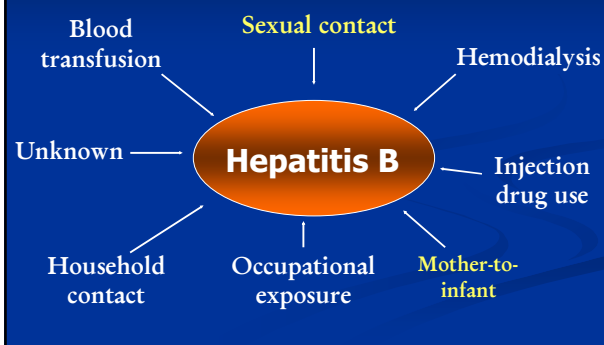 Blood
transfusion
Sexual contact
Hemodialysis
Unknown
Hepatitis B
Injection
drug use
Household
contact
Occupational
exposure
Mother-to-
infant